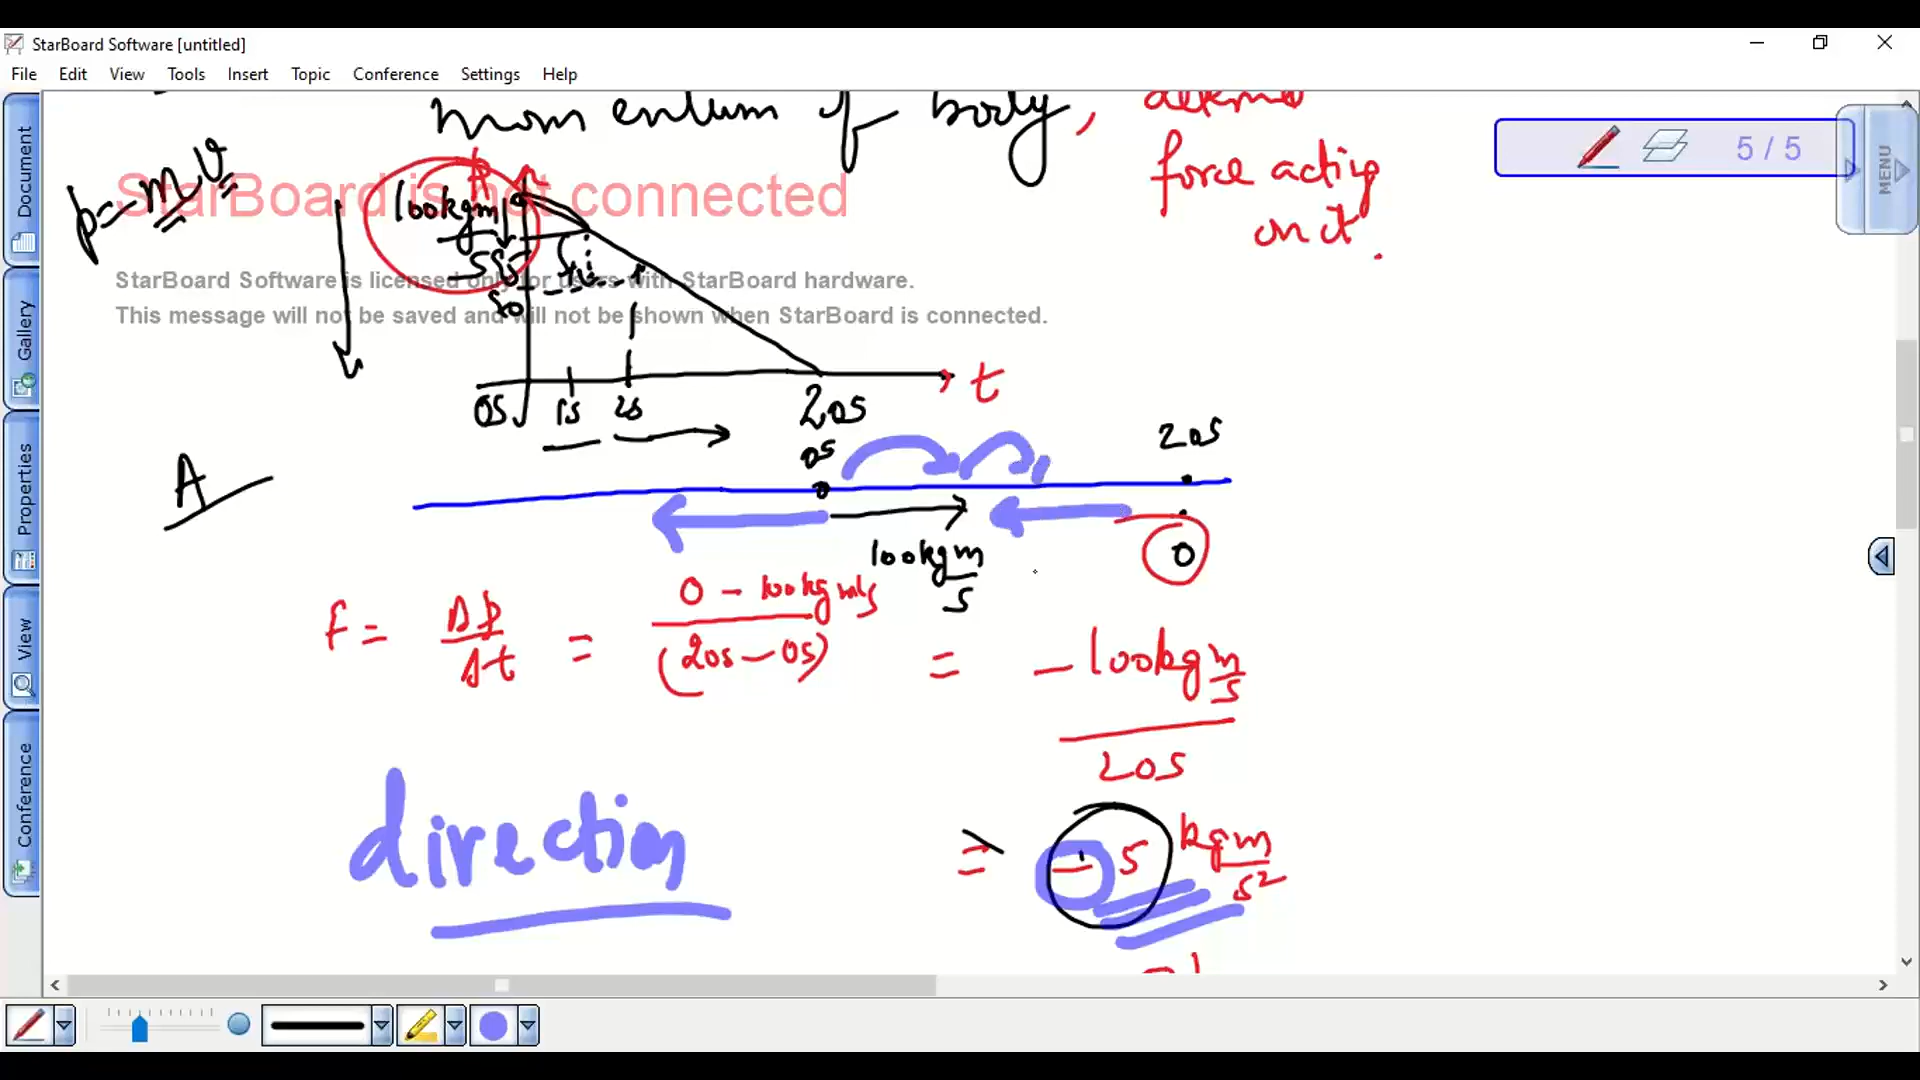 StarBoard Software [untitled]
File Edit View Tools Insert Topic Conference Settings Help
momentum of body,
force acting
on it.
5 / 5
MENU
Document
Gallery
Properties
View
Conference
p = mv
StarBoard is not connected
100kgm
S
95
90
StarBoard Software is licensed only for users with StarBoard hardware.
This message will not be saved and will not be shown when StarBoard is connected.
0S 1S 2S 20S t
A
0S 20S
100kgm/S 0
F = Δp/Δt = 0 - 100kgm/s / (20s - 0s) = - 100kg m/s / 20S
direction
= - 5 kgm/s²